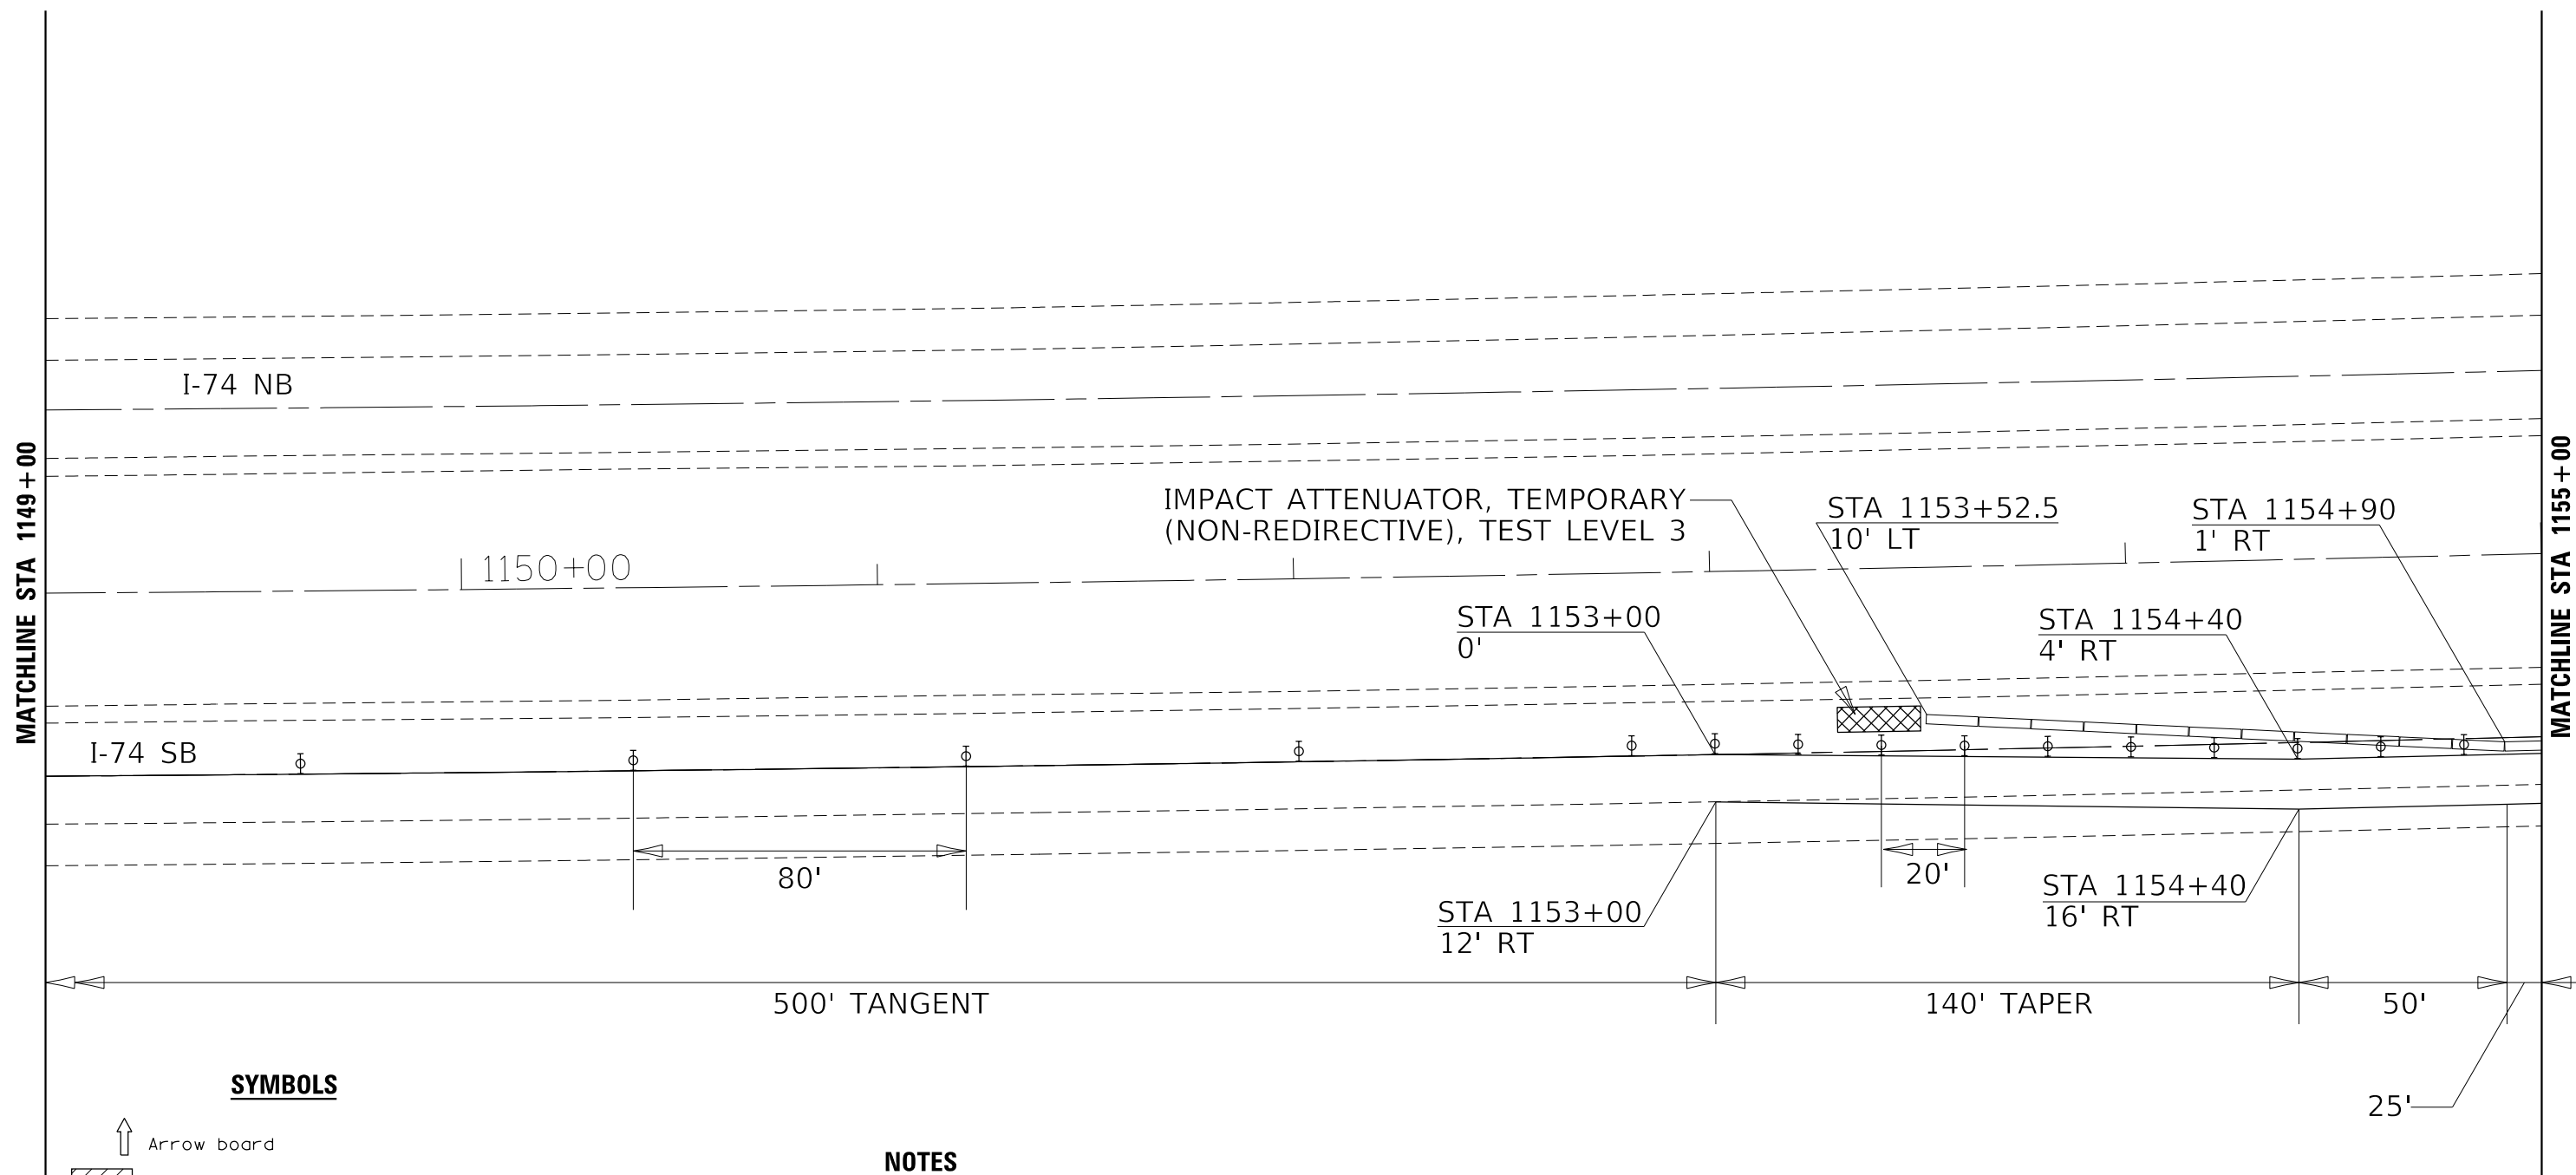 I-74 NB
MATCHLINE STA 1149+00
MATCHLINE STA 1155+00
IMPACT ATTENUATOR, TEMPORARY
(NON-REDIRECTIVE), TEST LEVEL 3
STA 1153+52.5
10' LT
STA 1154+90
1' RT
1150+00
STA 1153+00
0'
STA 1154+40
4' RT
I-74 SB
80'
20'
STA 1153+00
12' RT
STA 1154+40
16' RT
500' TANGENT
140' TAPER
50'
25'
SYMBOLS
Arrow board
NOTES